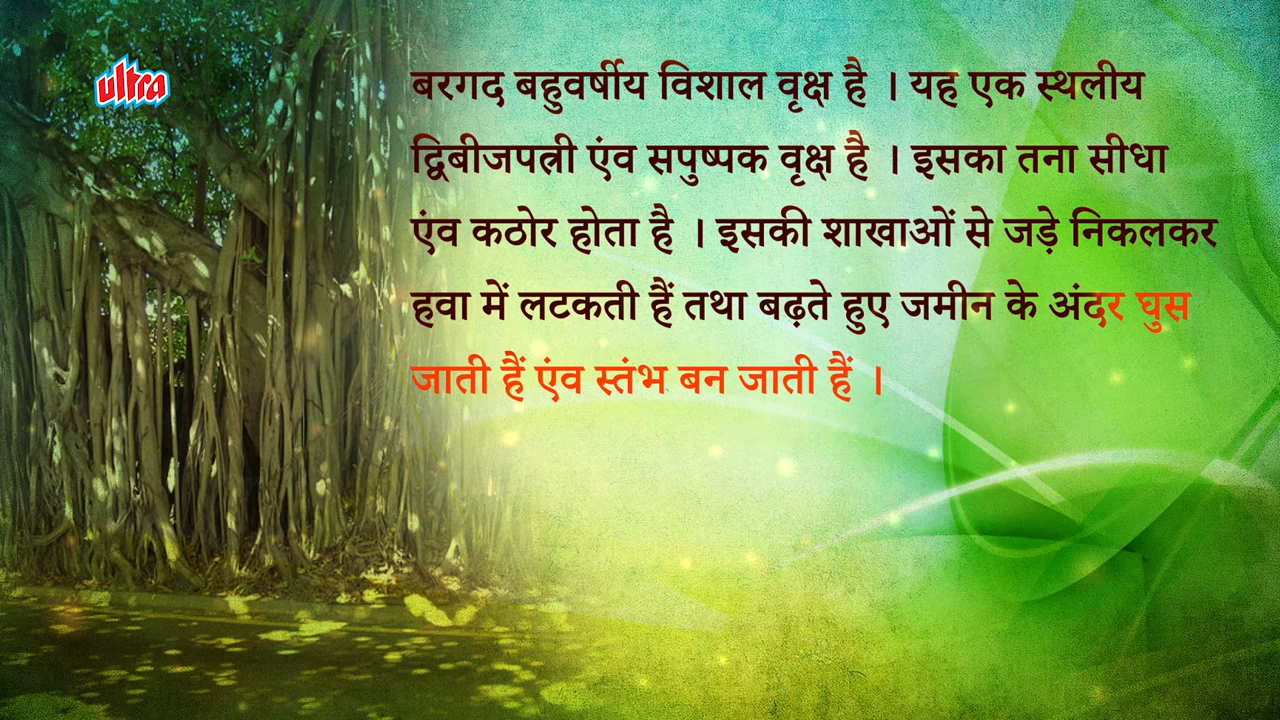 ultra
बरगद बहुवर्षीय विशाल वृक्ष है । यह एक स्थलीय
द्विबीजपत्री एंव सपुष्पक वृक्ष है । इसका तना सीधा
एंव कठोर होता है । इसकी शाखाओं से जड़े निकलकर
हवा में लटकती हैं तथा बढ़ते हुए जमीन के अंदर घुस
जाती हैं एंव स्तंभ बन जाती हैं ।